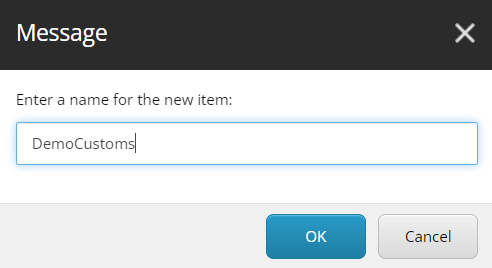 Message
Enter a name for the new item:
DemoCustoms
OK
Cancel